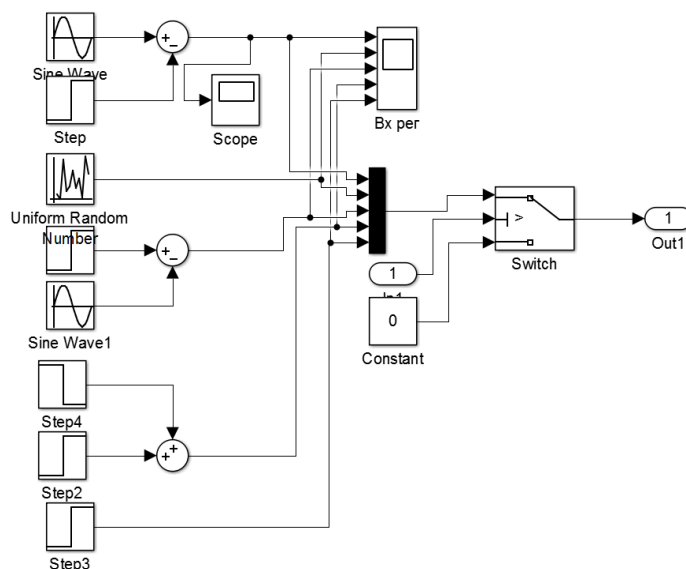 Sine Wave
Step
Scope
Bx per
Uniform Random
Number
Sine Wave1
1
In1
>
Switch
1
Out1
0
Constant
Step4
Step2
Step3